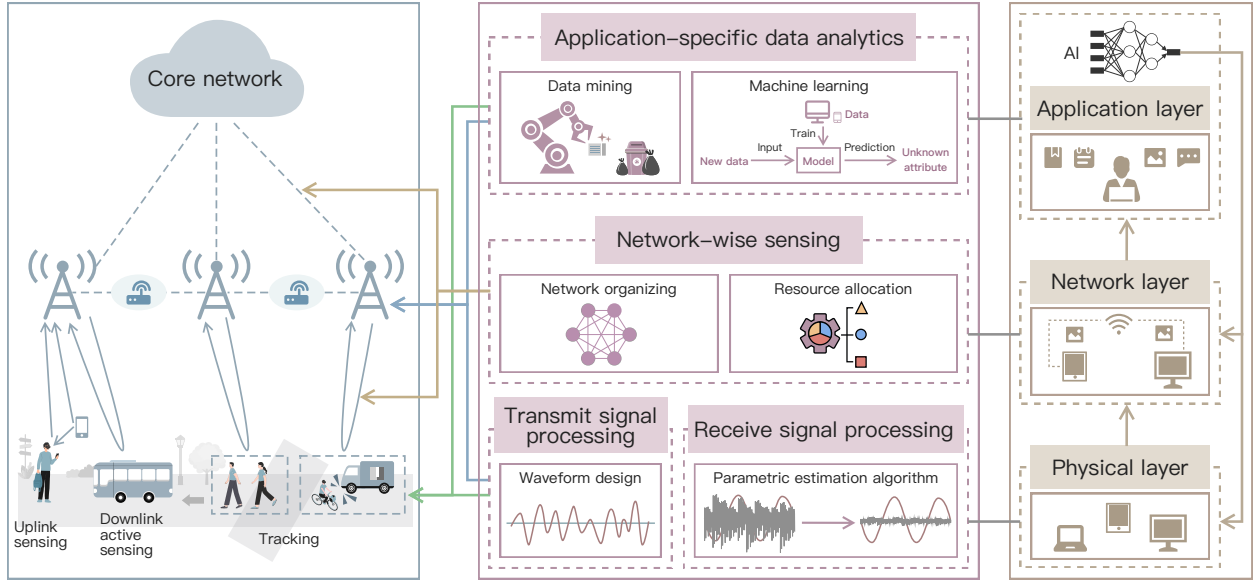 Core network
Uplink
sensing
Downlink
active
sensing
Tracking
Application-specific data analytics
Data mining
Machine learning
Data
Train
Input
Prediction
New data
Model
Unknown
attribute
Network-wise sensing
Network organizing
Resource allocation
Transmit signal
processing
Receive signal processing
Waveform design
Parametric estimation algorithm
AI
Application layer
Network layer
Physical layer